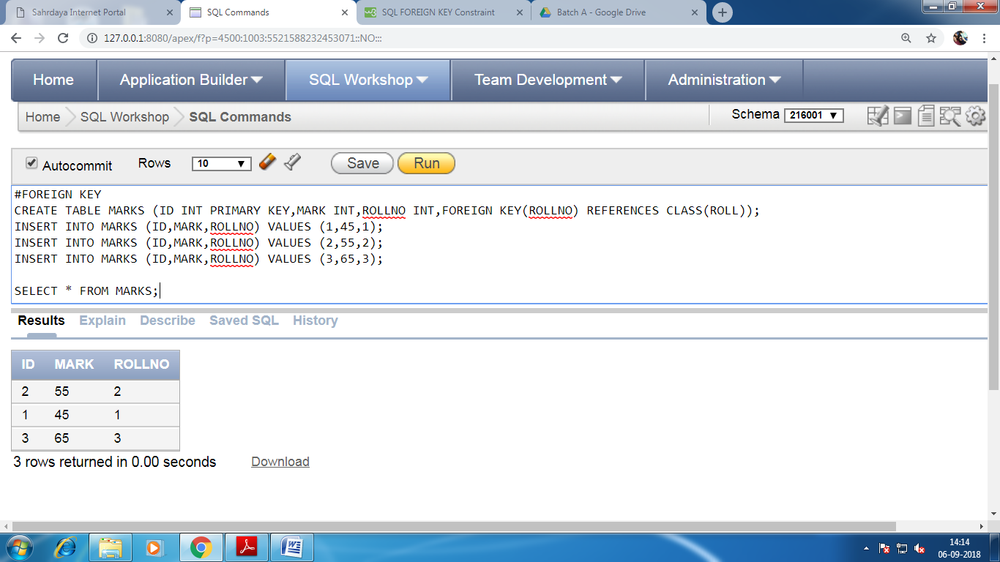 Sahrdaya Internet Portal
SQL Commands
SQL FOREIGN KEY Constraint
Batch A - Google Drive
127.0.0.1:8080/apex/f?p=4500:1003:5521588232453071::NO:::
Home
Application Builder
SQL Workshop
Team Development
Administration
Home
SQL Workshop
SQL Commands
Schema
216001
Autocommit
Rows
10
Save
Run
#FOREIGN KEY
CREATE TABLE MARKS (ID INT PRIMARY KEY,MARK INT,ROLLNO INT,FOREIGN KEY(ROLLNO) REFERENCES CLASS(ROLL));
INSERT INTO MARKS (ID,MARK,ROLLNO) VALUES (1,45,1);
INSERT INTO MARKS (ID,MARK,ROLLNO) VALUES (2,55,2);
INSERT INTO MARKS (ID,MARK,ROLLNO) VALUES (3,65,3);
SELECT * FROM MARKS;
Results
Explain
Describe
Saved SQL
History
ID MARK ROLLNO
2 55 2
1 45 1
3 65 3
3 rows returned in 0.00 seconds
Download
14:14
06-09-2018